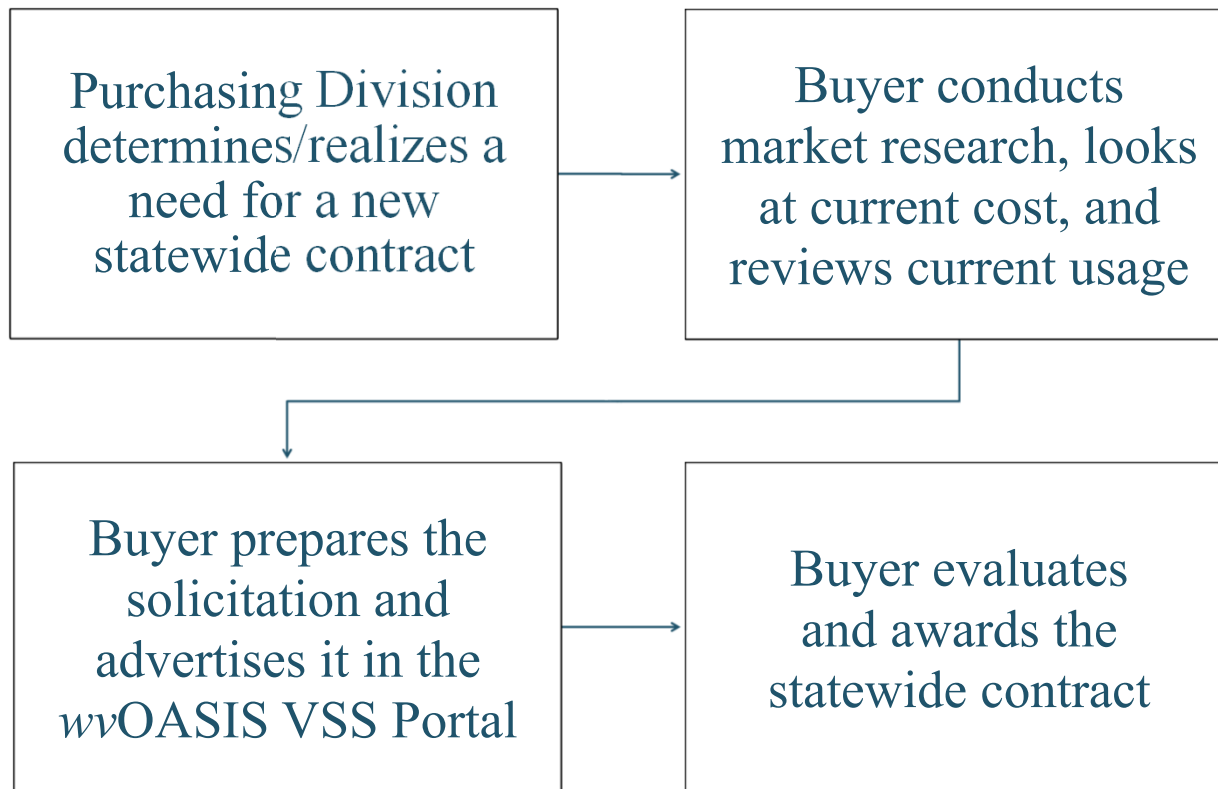 Purchasing Division
determines/realizes a
need for a new
statewide contract
Buyer conducts
market research, looks
at current cost, and
reviews current usage
Buyer prepares the
solicitation and
advertises it in the
wvOASIS VSS Portal
Buyer evaluates
and awards the
statewide contract